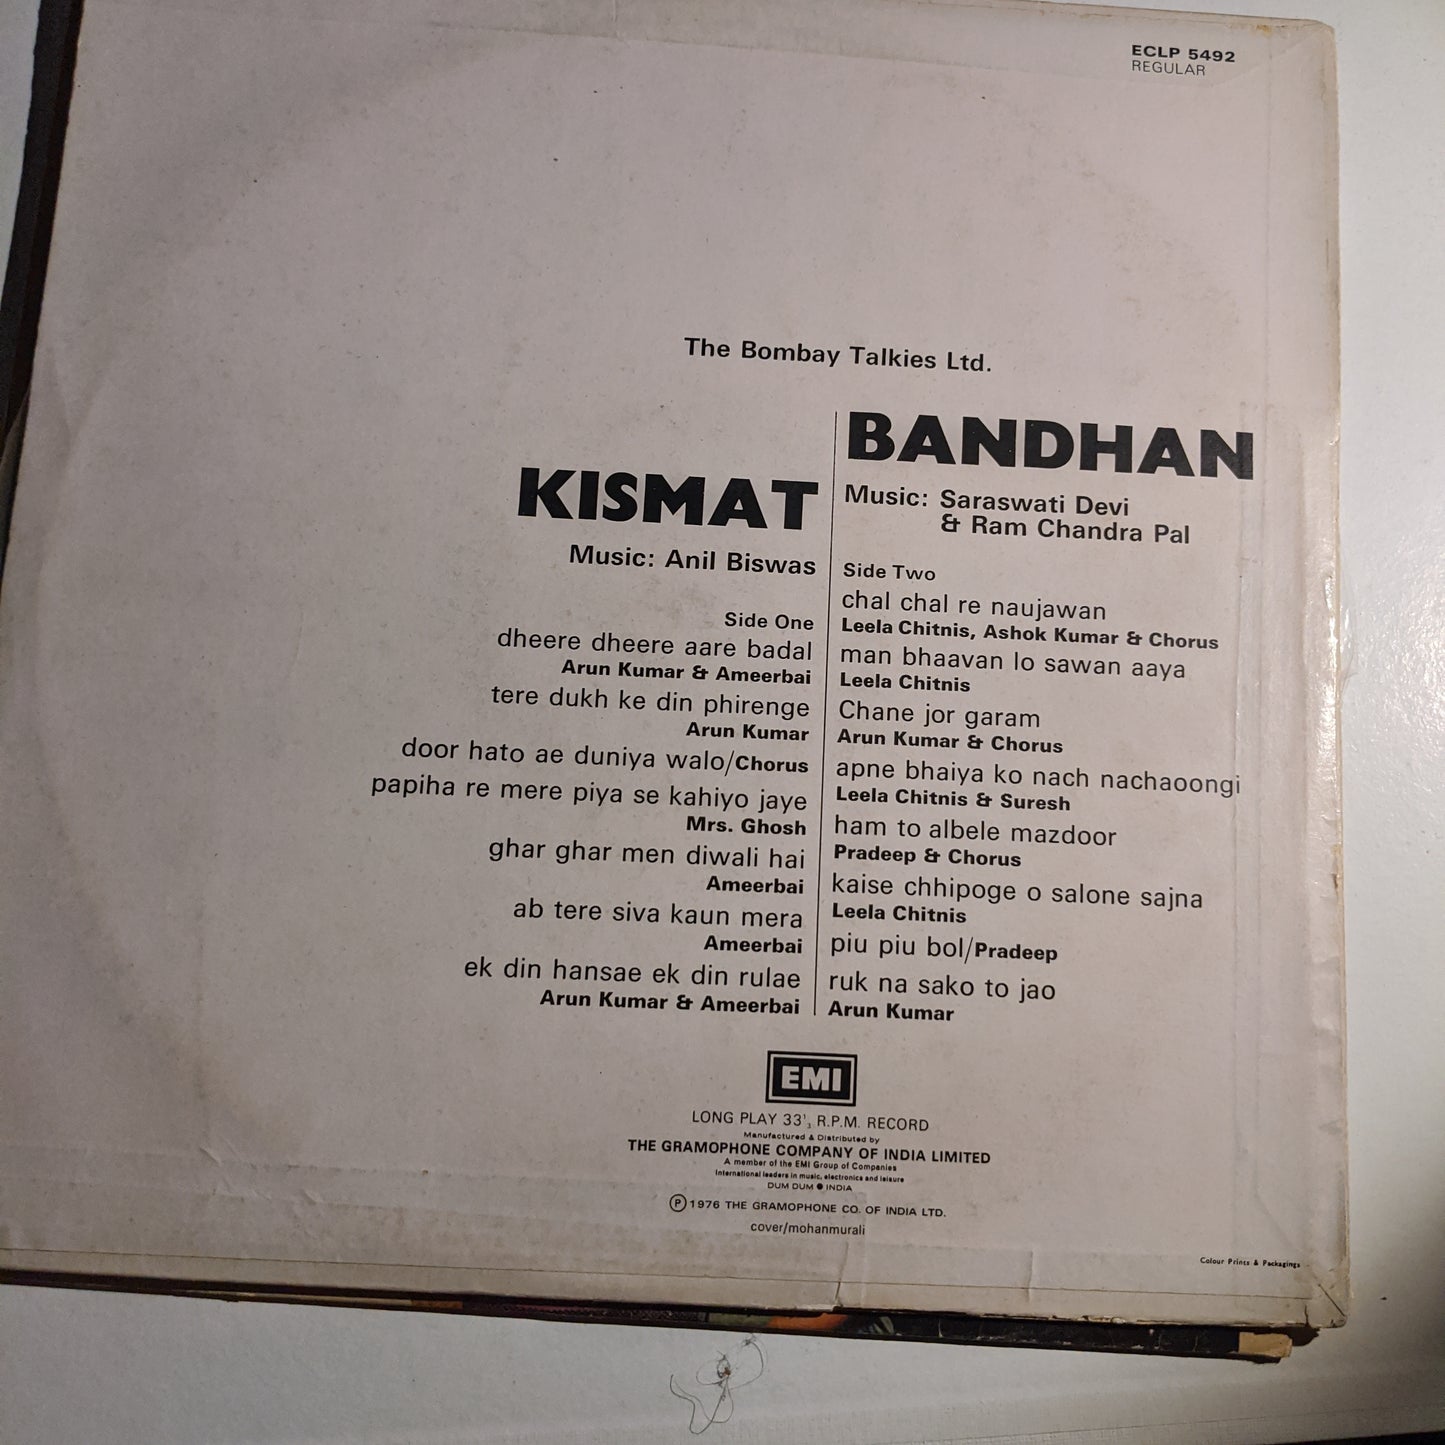 ECLP 5492
REGULAR
The Bombay Talkies Ltd.
KISMAT
Music: Anil Biswas
Side One
dheere dheere aare badal
Arun Kumar & Ameerbai
tere dukh ke din phirenge
Arun Kumar
door hato ae duniya walo/Chorus
papiha re mere piya se kahiyo jaye
Mrs. Ghosh
ghar ghar men diwali hai
Ameerbai
ab tere siva kaun mera
Ameerbai
ek din hansae ek din rulae
Arun Kumar & Ameerbai
BANDHAN
Music: Saraswati Devi
& Ram Chandra Pal
Side Two
chal chal re naujawan
Leela Chitnis, Ashok Kumar & Chorus
man bhaavan lo sawan aaya
Leela Chitnis
Chane jor garam
Arun Kumar & Chorus
apne bhaiya ko nach nachaoongi
Leela Chitnis & Suresh
ham to albele mazdoor
Pradeep & Chorus
kaise chhipoge o salone sajna
Leela Chitnis
piu piu bol/Pradeep
ruk na sako to jao
Arun Kumar
EMI
LONG PLAY 33⅓ R.P.M. RECORD
Manufactured & Distributed by
THE GRAMOPHONE COMPANY OF INDIA LIMITED
A member of the EMI Group of Companies
International leaders in music, electronics and leisure
DUM DUM ● INDIA
Ⓟ 1976 THE GRAMOPHONE CO. OF INDIA LTD.
cover/mohanmurali
Colour Prints & Packagings